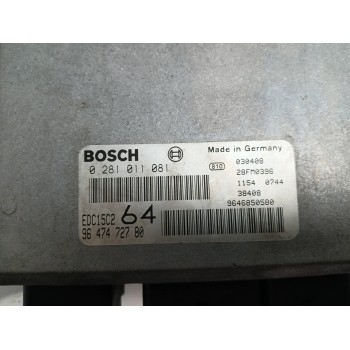 BOSCH
Made in Germany
0 281 011 081
810
030408
28FM0396
1154 0744
38408
9646850580
EDC15C2 64
96 474 727 80